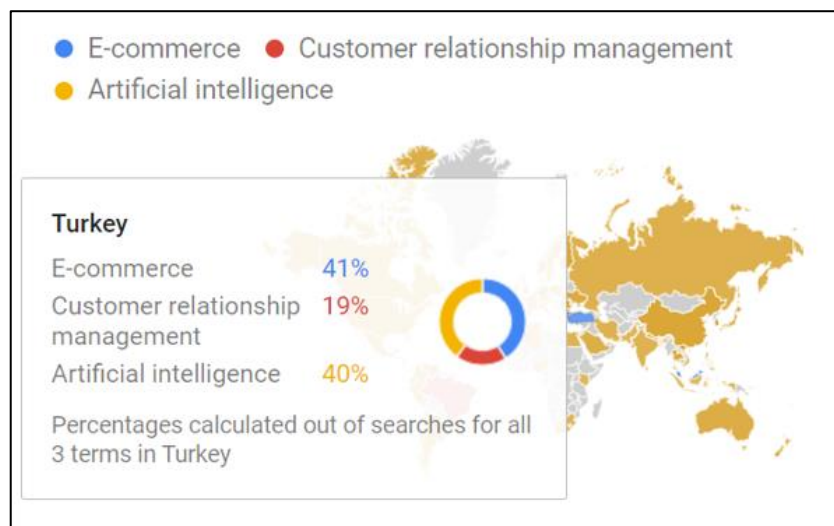 E-commerce Customer relationship management
Artificial intelligence
Turkey
E-commerce 41%
Customer relationship 19%
management
Artificial intelligence 40%
Percentages calculated out of searches for all
3 terms in Turkey